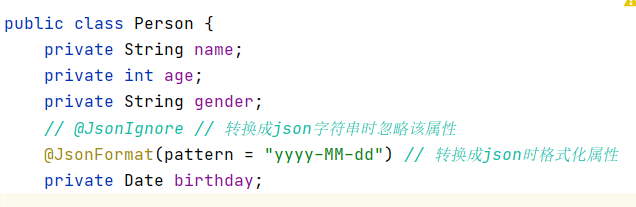 public class Person {
    private String name;
    private int age;
    private String gender;
    // @JsonIgnore // 转换成json字符串时忽略该属性
    @JsonFormat(pattern = "yyyy-MM-dd") // 转换成json时格式化属性
    private Date birthday;